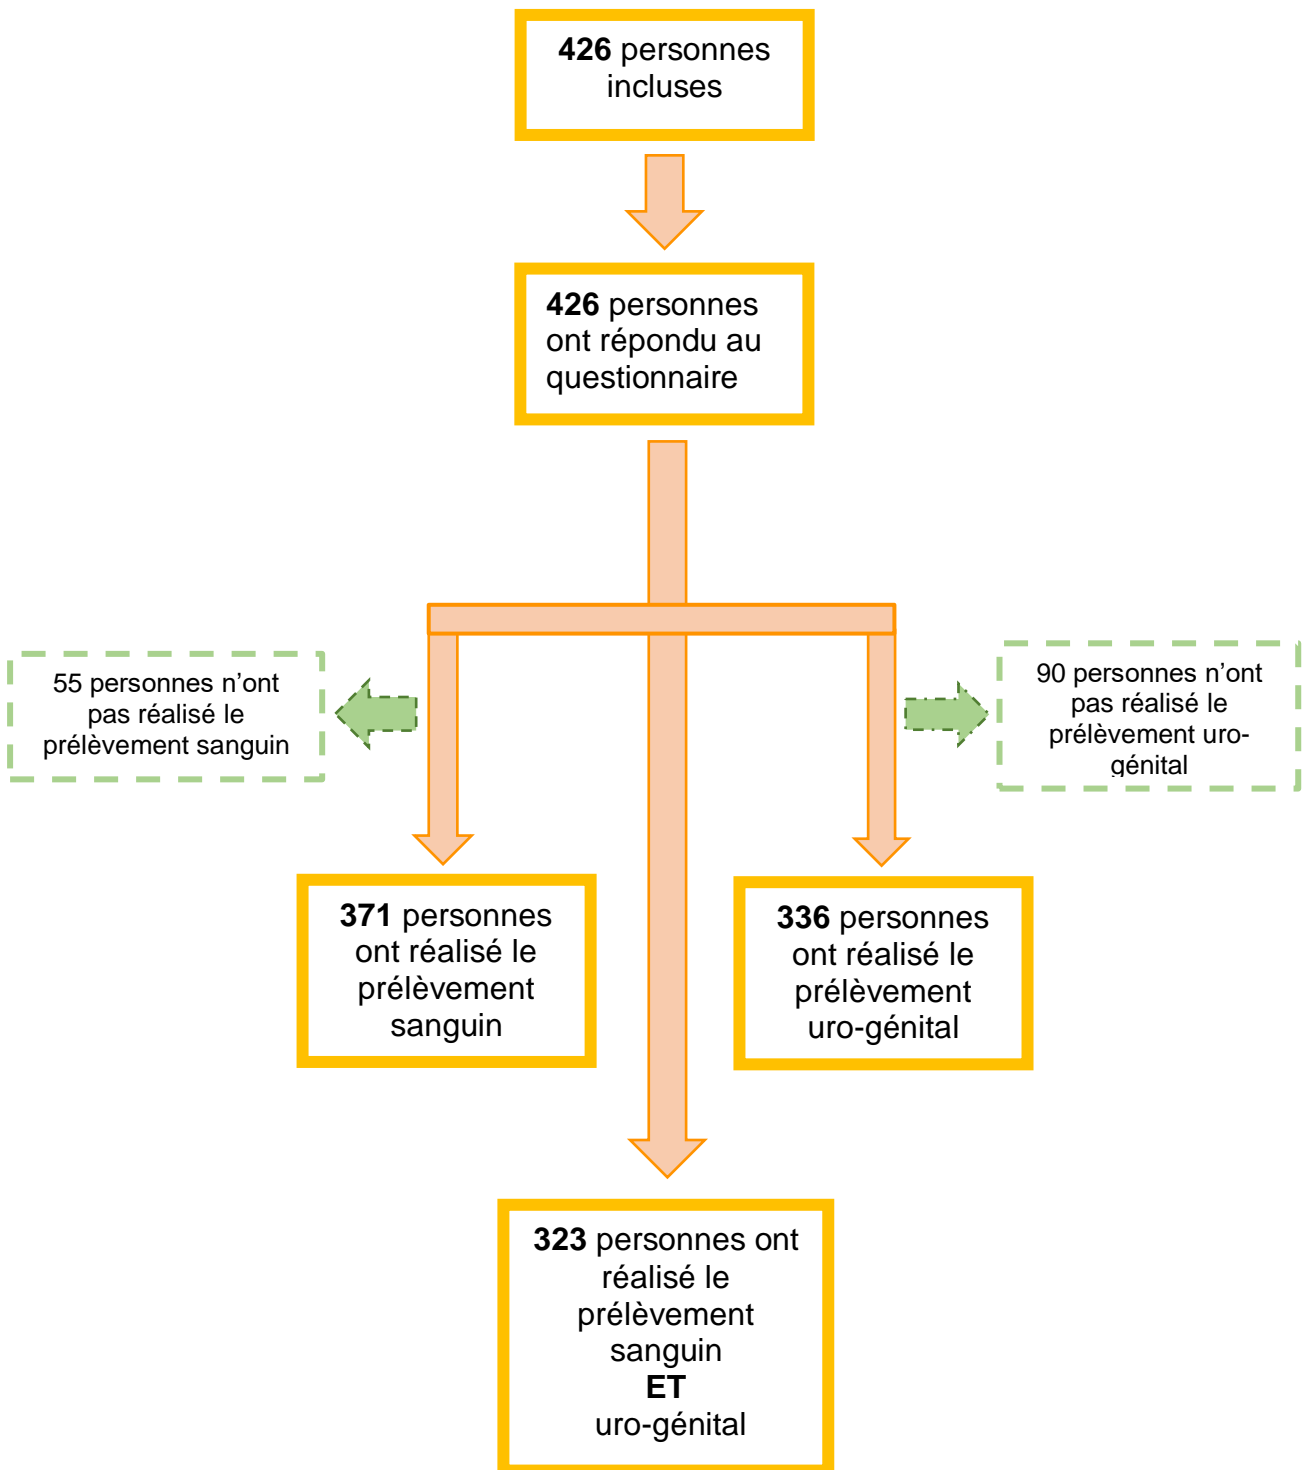 426 personnes
incluses
426 personnes
ont répondu au
questionnaire
55 personnes n’ont
pas réalisé le
prélèvement sanguin
90 personnes n’ont
pas réalisé le
prélèvement uro-
génital
371 personnes
ont réalisé le
prélèvement
sanguin
336 personnes
ont réalisé le
prélèvement
uro-génital
323 personnes ont
réalisé le
prélèvement
sanguin
ET
uro-génital